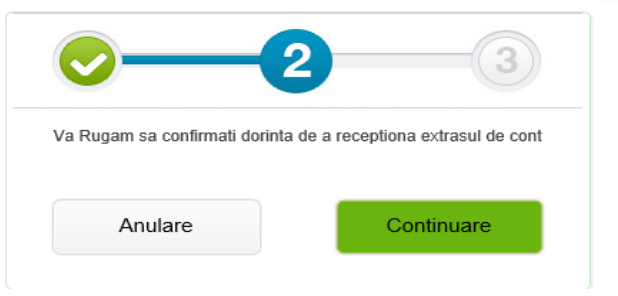 2 3
Va Rugam sa confirmati dorinta de a receptiona extrasul de cont
Anulare Continuare